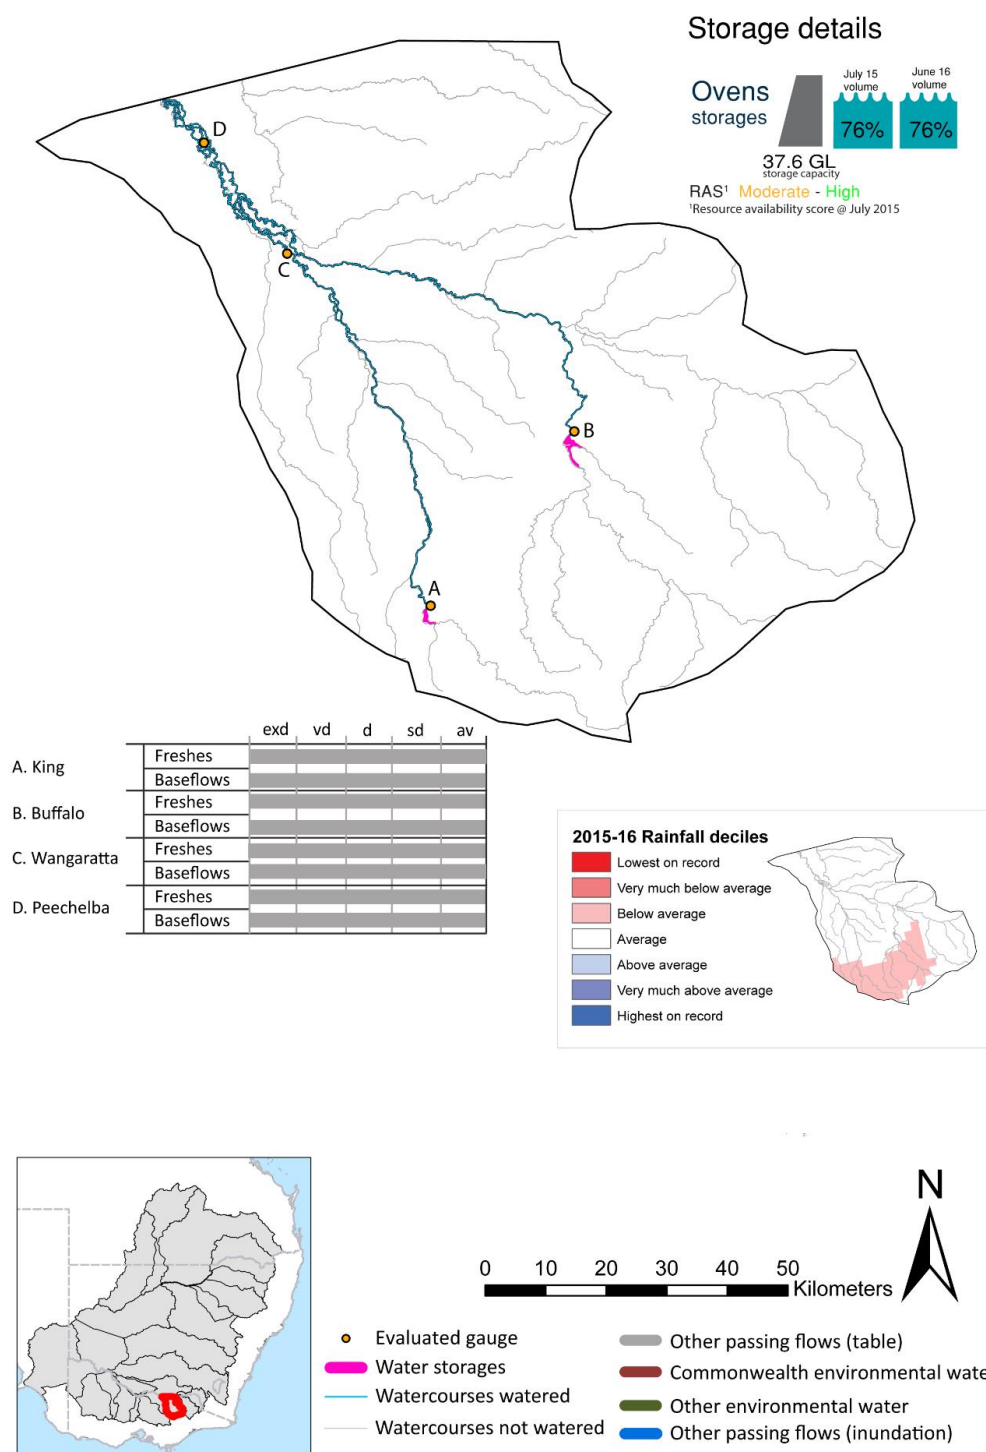 Storage details
Ovens
storages
July 15
volume
June 16
volume
76%
76%
37.6 GL
storage capacity
RAS¹ Moderate - High
¹Resource availability score @ July 2015
D
C
B
A
exd vd d sd av
A. King
Freshes
Baseflows
B. Buffalo
Freshes
Baseflows
C. Wangaratta
Freshes
Baseflows
D. Peechelba
Freshes
Baseflows
2015-16 Rainfall deciles
Lowest on record
Very much below average
Below average
Average
Above average
Very much above average
Highest on record
N
0 10 20 30 40 50
Kilometers
Evaluated gauge
Water storages
Watercourses watered
Watercourses not watered
Other passing flows (table)
Commonwealth environmental wate
Other environmental water
Other passing flows (inundation)